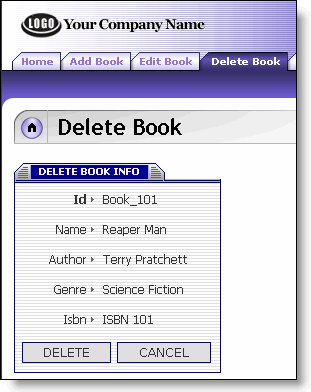 LOGO Your Company Name
Home Add Book Edit Book Delete Book
Delete Book
DELETE BOOK INFO
Id Book_101
Name Reaper Man
Author Terry Pratchett
Genre Science Fiction
Isbn ISBN 101
DELETE CANCEL